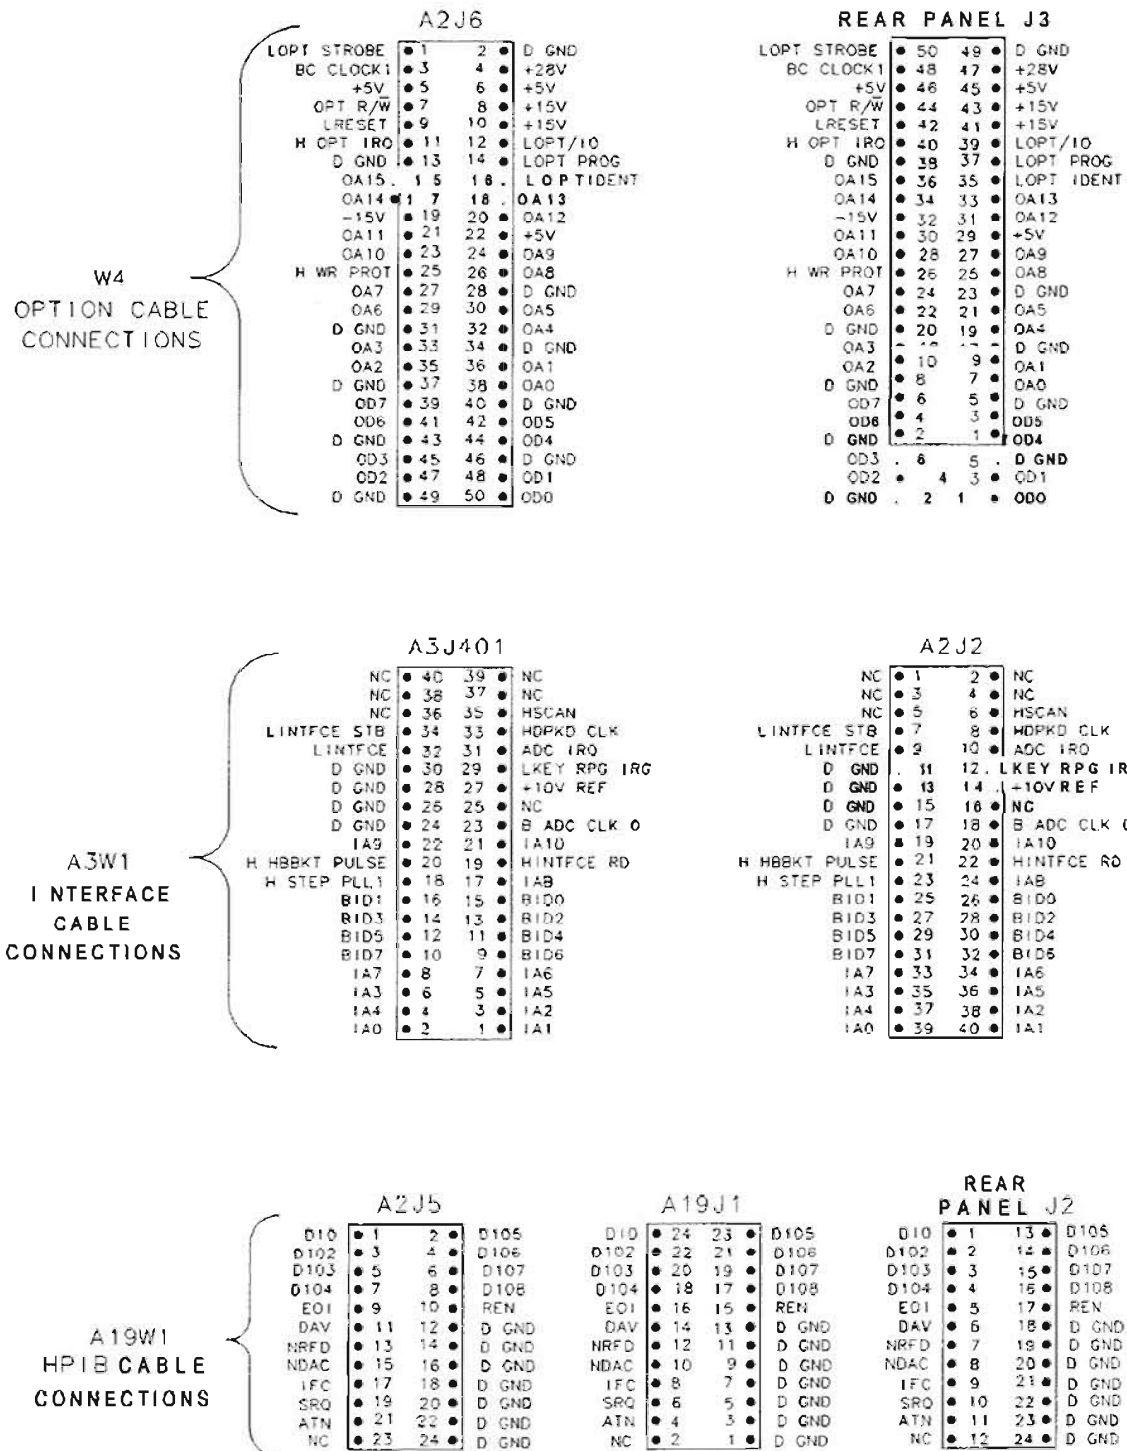 A2J6
LOPT STROBE 1 2 D GND
BC CLOCK1 3 4 +28V
+5V 5 6 +5V
OPT R/W̅ 7 8 +15V
LRESET 9 10 +15V
H OPT IRQ 11 12 LOPT/IO
D GND 13 14 LOPT PROG
OA15 . 15 16 . LOPTIDENT
OA14 17 18 . OA13
-15V 19 20 OA12
OA11 21 22 +5V
OA10 23 24 OA9
H WR PROT 25 26 OA8
OA7 27 28 D GND
OA6 29 30 OA5
D GND 31 32 OA4
OA3 33 34 D GND
OA2 35 36 OA1
D GND 37 38 OA0
OD7 39 40 D GND
OD6 41 42 OD5
D GND 43 44 OD4
OD3 45 46 D GND
OD2 47 48 OD1
D GND 49 50 OD0
W4
OPTION CABLE
CONNECTIONS
REAR PANEL J3
LOPT STROBE 50 49 D GND
BC CLOCK1 48 47 +28V
+5V 46 45 +5V
OPT R/W̅ 44 43 +15V
LRESET 42 41 +15V
H OPT IRQ 40 39 LOPT/IO
D GND 38 37 LOPT PROG
OA15 36 35 LOPT IDENT
OA14 34 33 OA13
-15V 32 31 OA12
OA11 30 29 +5V
OA10 28 27 OA9
H WR PROT 26 25 OA8
OA7 24 23 D GND
OA6 22 21 OA5
D GND 20 19 OA4
OA3 D GND
OA2 10 9 OA1
D GND 8 7 OA0
OD7 6 5 D GND
OD6 4 3 OD5
D GND 2 1 OD4
OD3 . 6 5 . D GND
OD2 4 3 OD1
D GND . 2 1 OD0
A3J401
NC 40 39 NC
NC 38 37 NC
NC 36 35 HSCAN
LINTFCE STB 34 33 HDPKD CLK
LINTFCE 32 31 ADC IRQ
D GND 30 29 LKEY RPG IRG
D GND 28 27 +10V REF
D GND 26 25 NC
D GND 24 23 B ADC CLK 0
IA9 22 21 IA10
H HBBKT PULSE 20 19 HINTFCE RD
H STEP PLL1 18 17 IAB
BID1 16 15 BID0
BID3 14 13 BID2
BID5 12 11 BID4
BID7 10 9 BID6
IA7 8 7 IA6
IA3 6 5 IA5
IA4 4 3 IA2
IA0 2 1 IA1
A3W1
INTERFACE
CABLE
CONNECTIONS
A2J2
NC 1 2 NC
NC 3 4 NC
NC 5 6 HSCAN
LINTFCE STB 7 8 HDPKD CLK
LINTFCE 9 10 ADC IRQ
D GND . 11 12 . LKEY RPG IR
D GND 13 14 . +10VREF
D GND 15 16 NC
D GND 17 18 B ADC CLK
IA9 19 20 IA10
H HBBKT PULSE 21 22 HINTFCE RD
H STEP PLL1 23 24 IAB
BID1 25 26 BID0
BID3 27 28 BID2
BID5 29 30 BID4
BID7 31 32 BID6
IA7 33 34 IA6
IA3 35 36 IA5
IA4 37 38 IA2
IA0 39 40 IA1
A2J5
DIO 1 2 D105
D102 3 4 D106
D103 5 6 D107
D104 7 8 D108
EOI 9 10 REN
DAV 11 12 D GND
NRFD 13 14 D GND
NDAC 15 16 D GND
IFC 17 18 D GND
SRQ 19 20 D GND
ATN 21 22 D GND
NC 23 24 D GND
A19W1
HPIB CABLE
CONNECTIONS
A19J1
DIO 24 23 D105
D102 22 21 D106
D103 20 19 D107
D104 18 17 D108
EOI 16 15 REN
DAV 14 13 D GND
NRFD 12 11 D GND
NDAC 10 9 D GND
IFC 8 7 D GND
SRQ 6 5 D GND
ATN 4 3 D GND
NC 2 1 D GND
REAR
PANEL J2
DIO 1 13 D105
D102 2 14 D106
D103 3 15 D107
D104 4 16 D108
EOI 5 17 REN
DAV 6 18 D GND
NRFD 7 19 D GND
NDAC 8 20 D GND
IFC 9 21 D GND
SRQ 10 22 D GND
ATN 11 23 D GND
NC 12 24 D GND